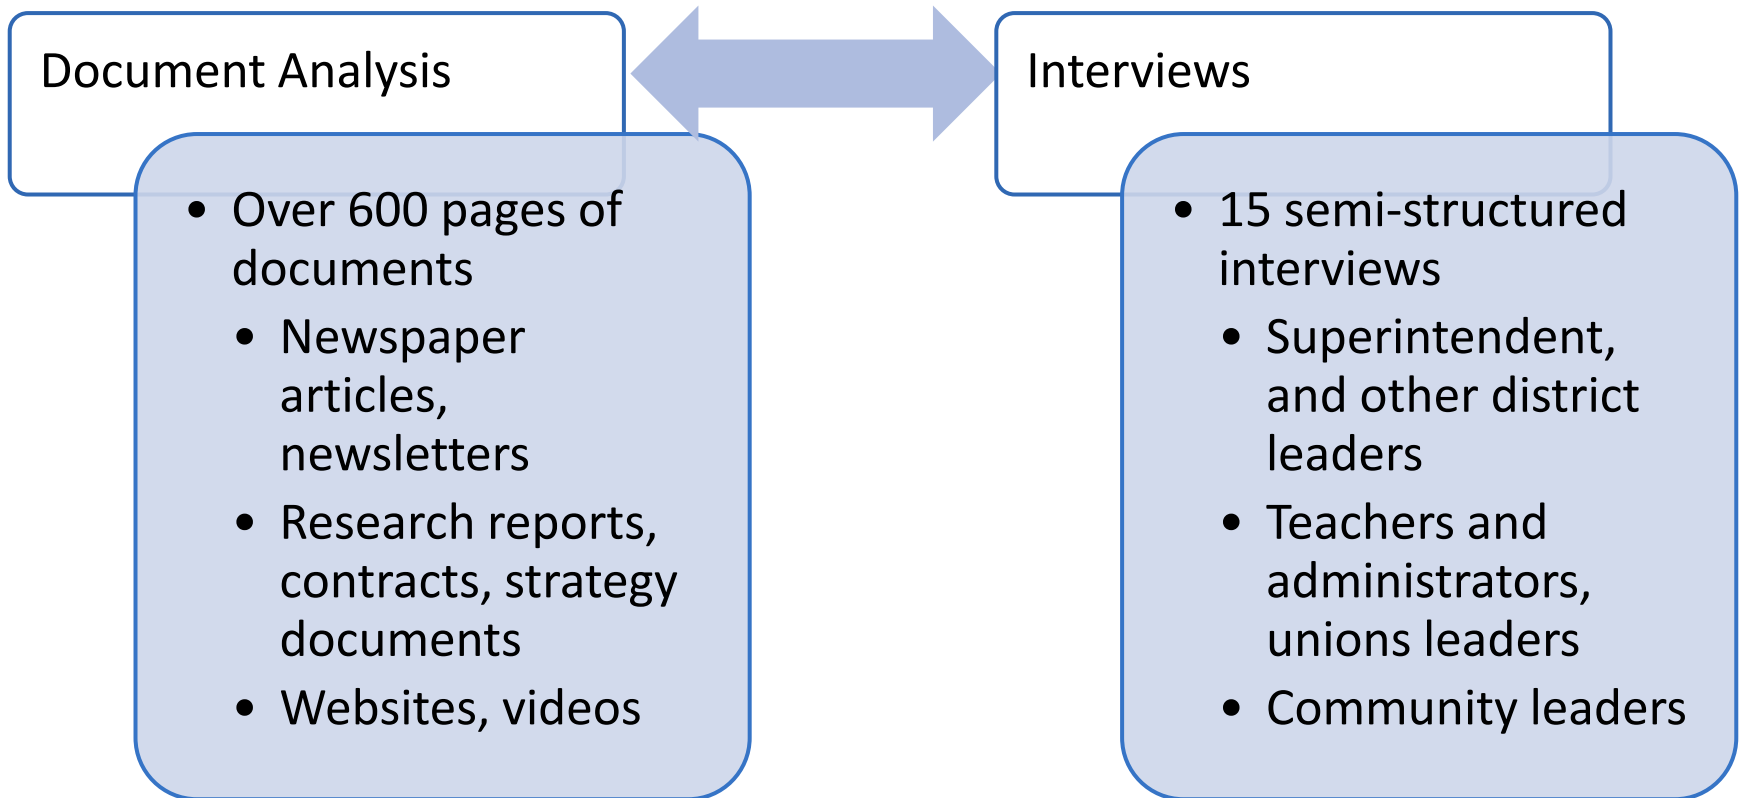 Document Analysis
• Over 600 pages of
documents
• Newspaper
articles,
newsletters
• Research reports,
contracts, strategy
documents
• Websites, videos
Interviews
• 15 semi-structured
interviews
• Superintendent,
and other district
leaders
• Teachers and
administrators,
unions leaders
• Community leaders